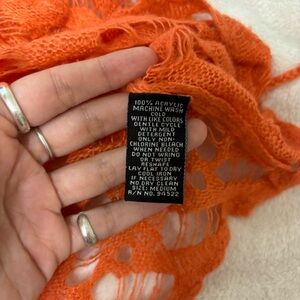 100% ACRYLIC
MACHINE WASH
COLD
WITH LIKE COLORS
GENTLE CYCLE
WITH MILD
DETERGENT
ONLY NON-
CHLORINE BLEACH
WHEN NEEDED
DO NOT WRING
OR TWIST
RESHAPE
LAY FLAT TO DRY
COOL IRON
IF NECESSARY
NO DRY CLEAN
SIZE: MEDIUM
R/N NO. 94522